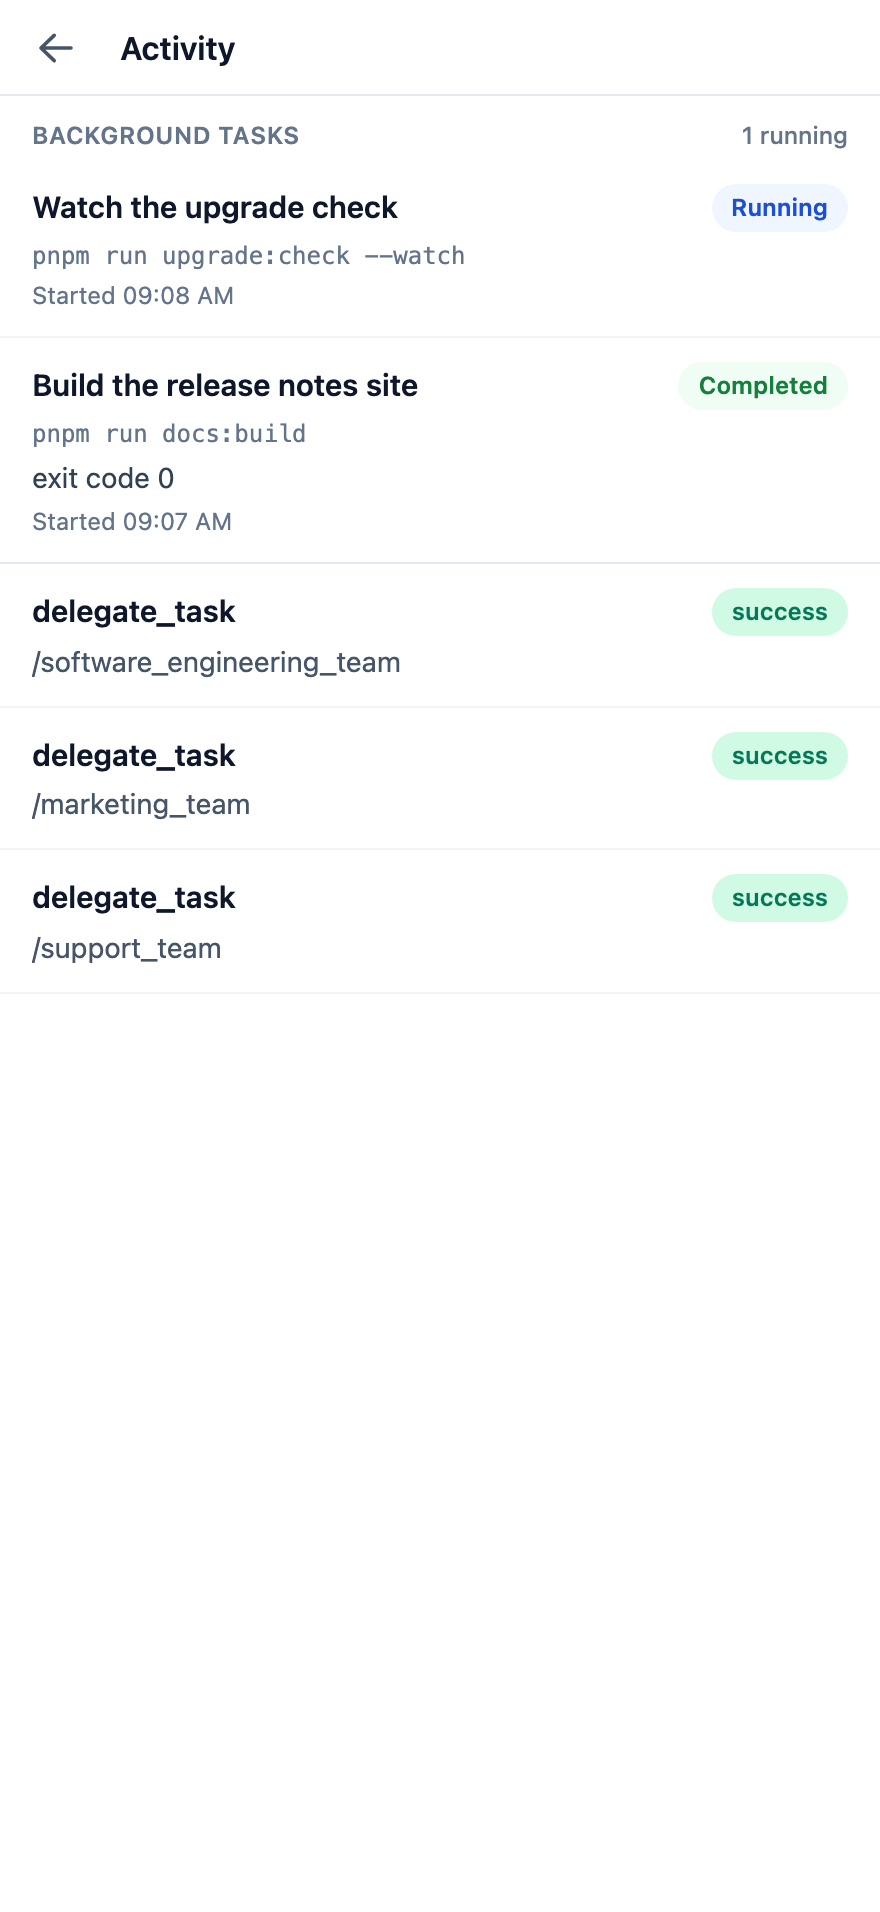 Activity
BACKGROUND TASKS 1 running
Watch the upgrade check Running
pnpm run upgrade:check --watch
Started 09:08 AM
Build the release notes site Completed
pnpm run docs:build
exit code 0
Started 09:07 AM
delegate_task success
/software_engineering_team
delegate_task success
/marketing_team
delegate_task success
/support_team